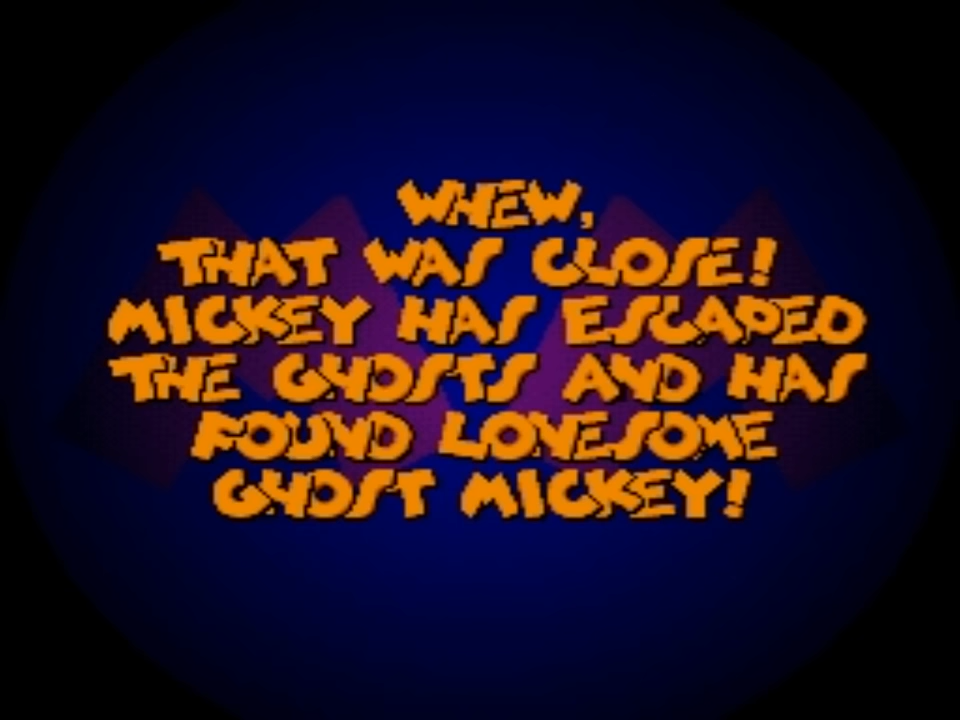 WHEW,
THAT WAS CLOSE!
MICKEY HAS ESCAPED
THE GHOSTS AND HAS
FOUND LONESOME
GHOST MICKEY!